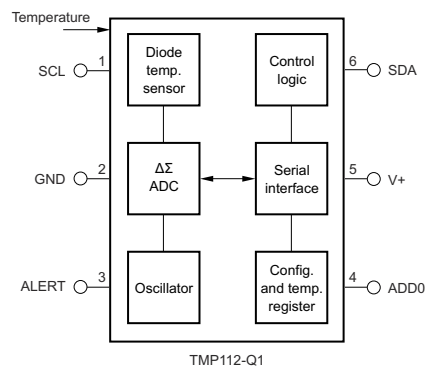 Temperature
SCL
1
Diode
temp.
sensor
Control
logic
6
SDA
GND
2
ΔΣ
ADC
Serial
interface
5
V+
ALERT
3
Oscillator
Config.
and temp.
register
4
ADD0
TMP112-Q1